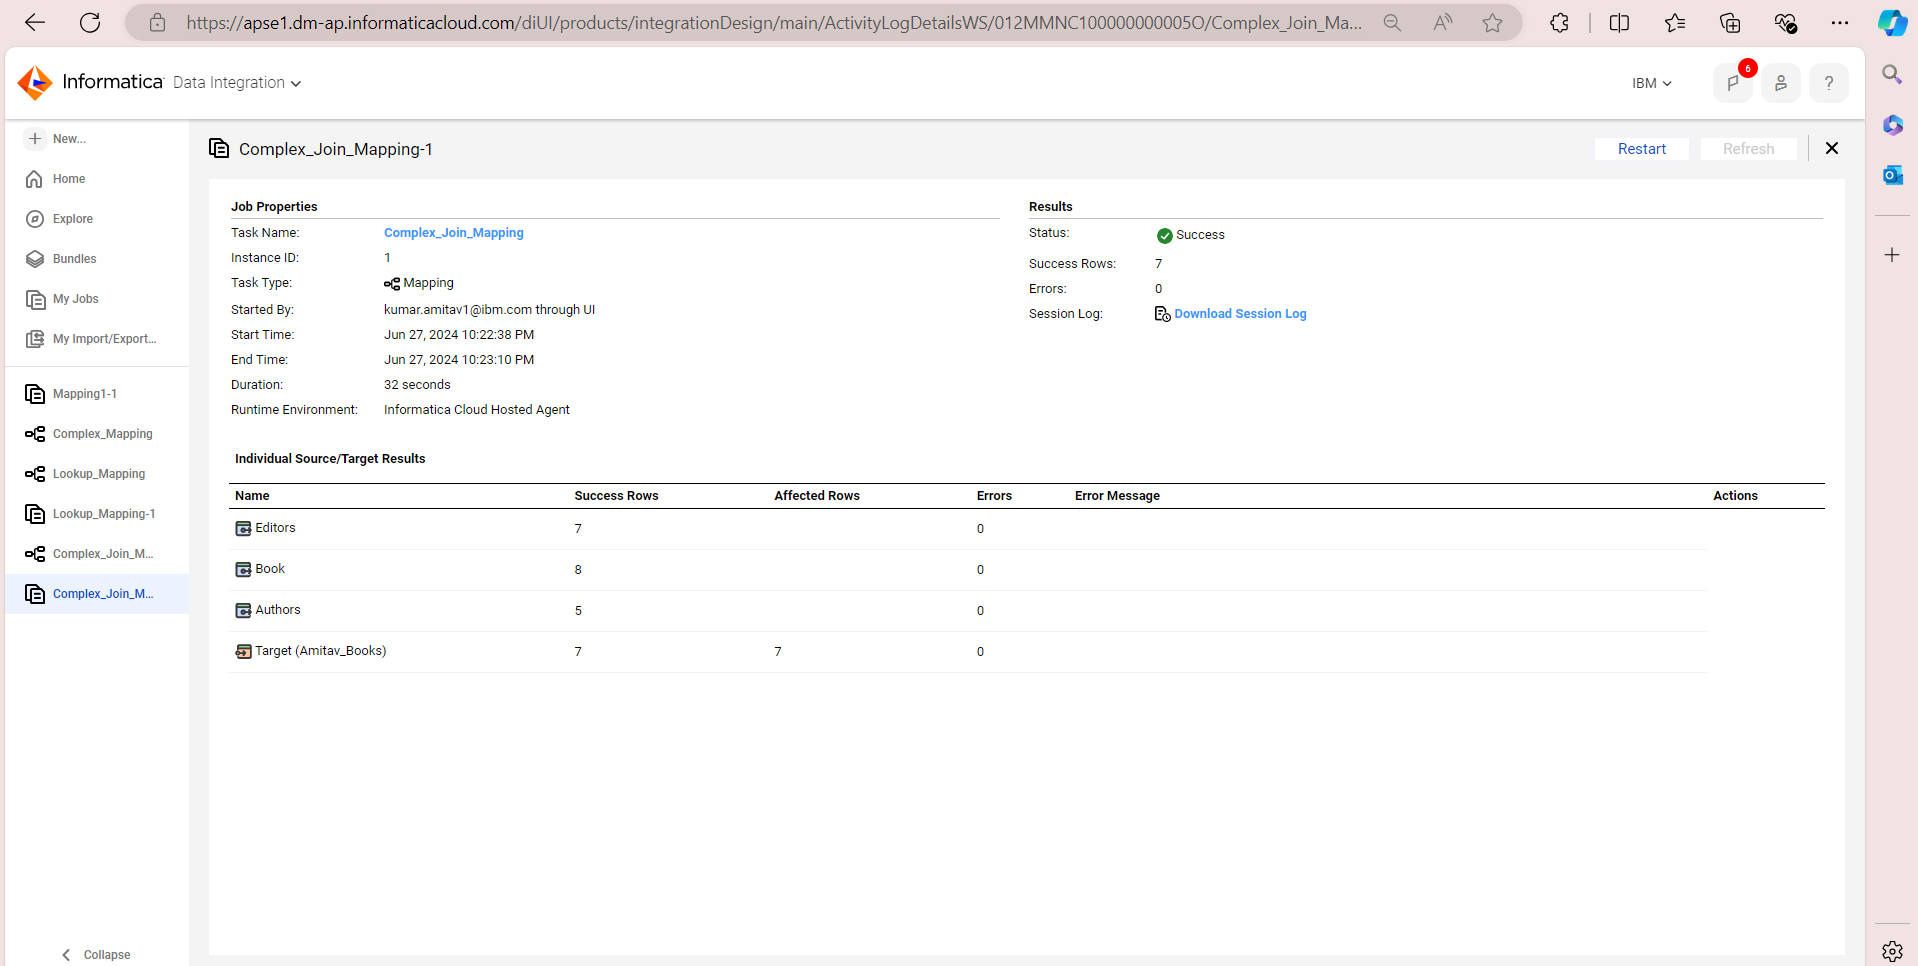 https://apse1.dm-ap.informaticacloud.com/diUI/products/integrationDesign/main/ActivityLogDetailsWS/012MMNC100000000005O/Complex_Join_Ma...
Informatica Data Integration
IBM
6
?
New...
Home
Explore
Bundles
My Jobs
My Import/Export...
Mapping1-1
Complex_Mapping
Lookup_Mapping
Lookup_Mapping-1
Complex_Join_M...
Complex_Join_M...
Collapse
Complex_Join_Mapping-1
Restart
Refresh
Job Properties
Task Name: Complex_Join_Mapping
Instance ID: 1
Task Type: Mapping
Started By: kumar.amitav1@ibm.com through UI
Start Time: Jun 27, 2024 10:22:38 PM
End Time: Jun 27, 2024 10:23:10 PM
Duration: 32 seconds
Runtime Environment: Informatica Cloud Hosted Agent
Results
Status: Success
Success Rows: 7
Errors: 0
Session Log: Download Session Log
Individual Source/Target Results
Name Success Rows Affected Rows Errors Error Message Actions
Editors 7 0
Book 8 0
Authors 5 0
Target (Amitav_Books) 7 7 0